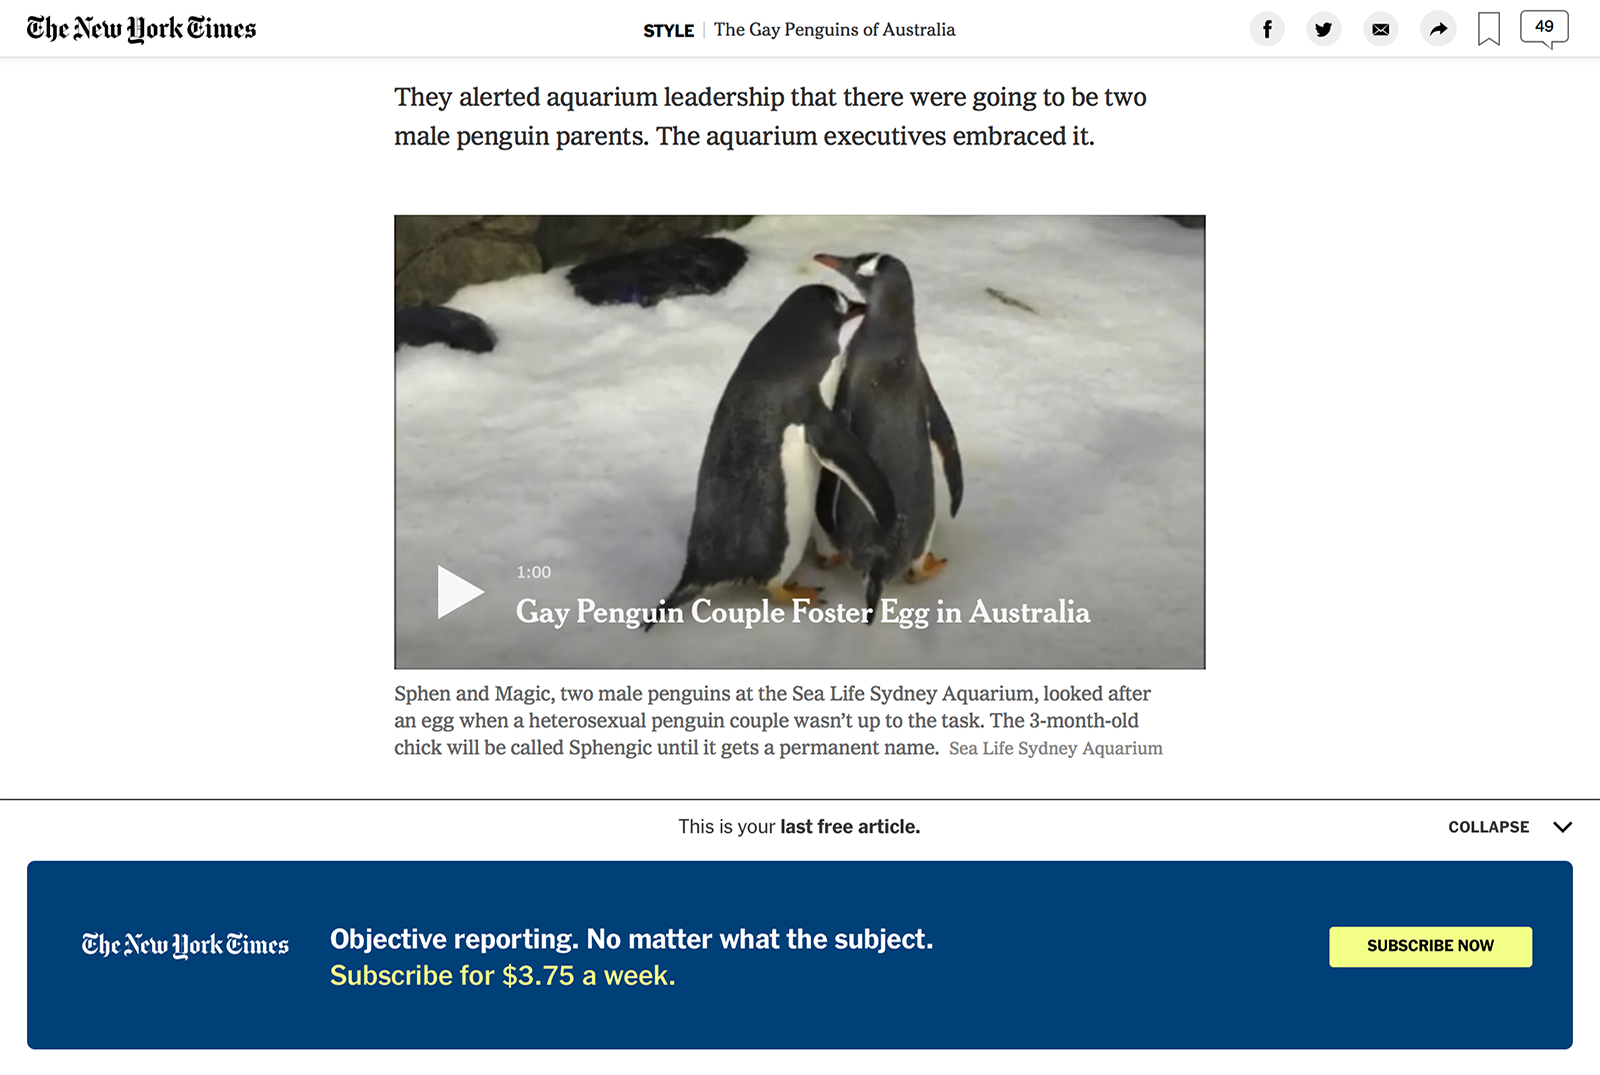 The New York Times
STYLE | The Gay Penguins of Australia
49
They alerted aquarium leadership that there were going to be two
male penguin parents. The aquarium executives embraced it.
1:00
Gay Penguin Couple Foster Egg in Australia
Sphen and Magic, two male penguins at the Sea Life Sydney Aquarium, looked after
an egg when a heterosexual penguin couple wasn’t up to the task. The 3-month-old
chick will be called Sphengic until it gets a permanent name. Sea Life Sydney Aquarium
This is your last free article.
COLLAPSE
The New York Times
Objective reporting. No matter what the subject.
Subscribe for $3.75 a week.
SUBSCRIBE NOW